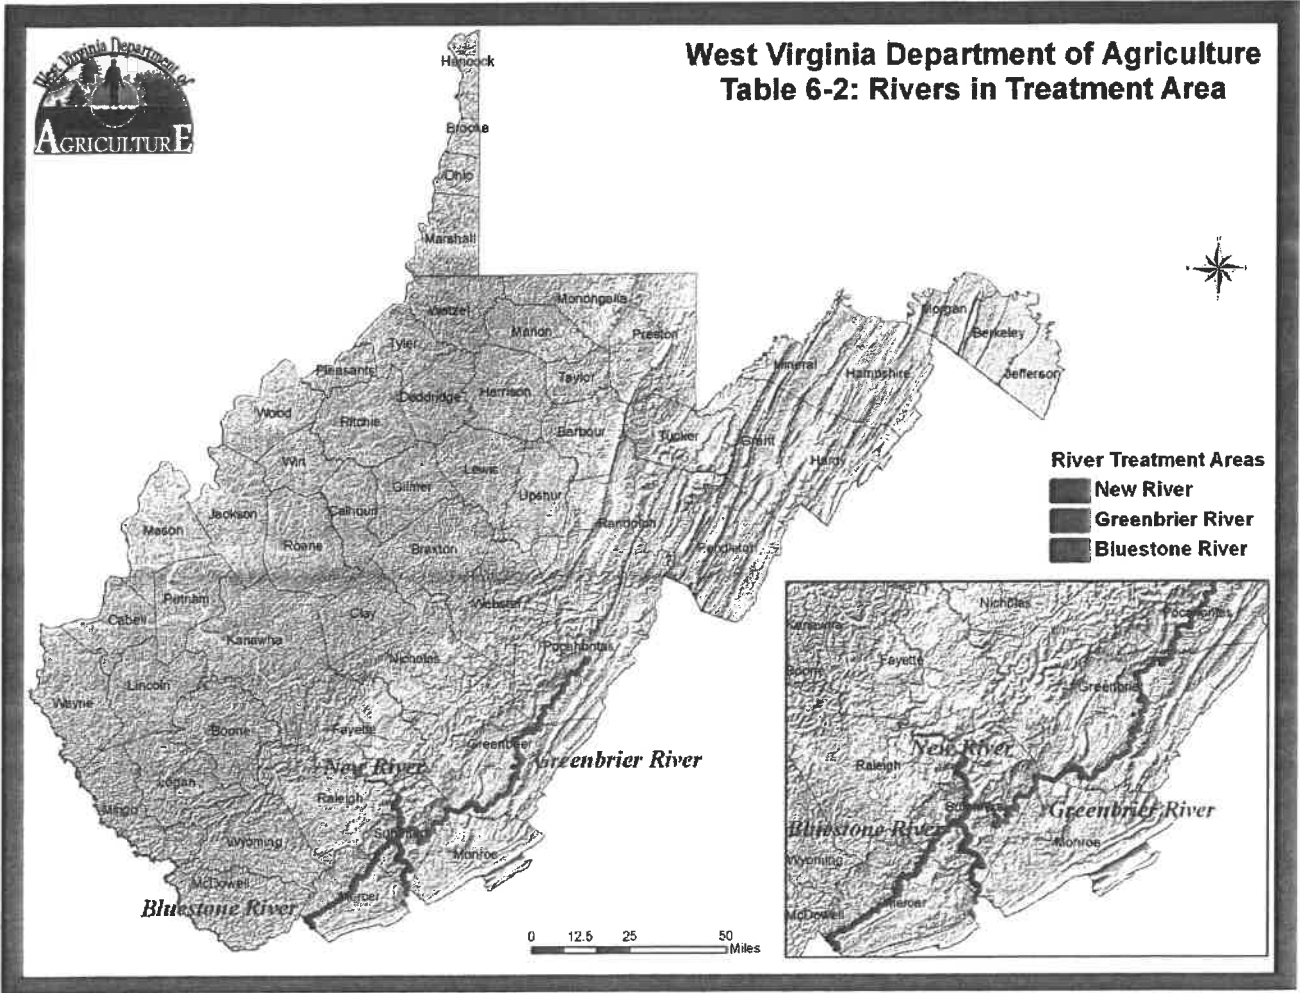 West Virginia Department of
AGRICULTURE
West Virginia Department of Agriculture
Table 6-2: Rivers in Treatment Area
Hancock
Brooke
Ohio
Marshall
Wetzel
Monongalia
Marion
Preston
Morgan
Berkeley
Jefferson
Tyler
Pleasants
Doddridge
Harrison
Taylor
Mineral
Hampshire
Wood
Ritchie
Barbour
Tucker
Grant
Hardy
Wirt
Lewis
Gilmer
Upshur
Mason
Jackson
Calhoun
Roane
Braxton
Randolph
Pendleton
Putnam
Cabell
Clay
Webster
Kanawha
Nicholas
Pocahontas
Wayne
Lincoln
Boone
Fayette
Greenbrier
Greenbrier River
New River
Logan
Raleigh
Mingo
Wyoming
Summers
Monroe
McDowell
Mercer
Bluestone River
River Treatment Areas
New River
Greenbrier River
Bluestone River
Nicholas
Pocahontas
Kanawha
Fayette
Boone
Greenbrier
New River
Raleigh
Summers
Greenbrier River
Bluestone River
Monroe
Wyoming
Mercer
McDowell
0 12.5 25 50
Miles